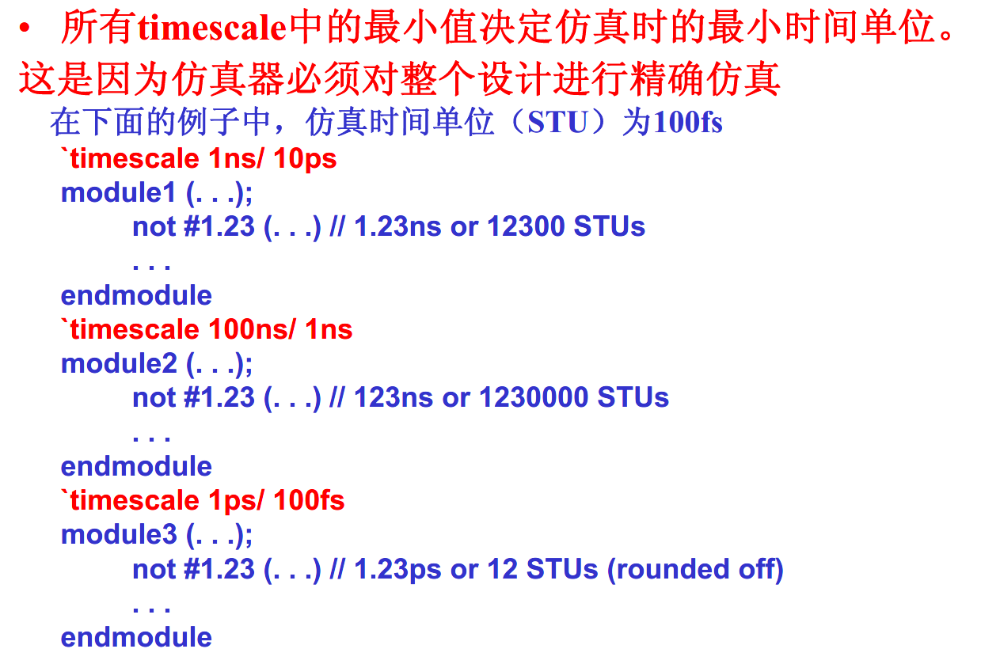 • 所有timescale中的最小值决定仿真时的最小时间单位。
这是因为仿真器必须对整个设计进行精确仿真
在下面的例子中，仿真时间单位（STU）为100fs
`timescale 1ns/ 10ps
module1 (. . .);
not #1.23 (. . .) // 1.23ns or 12300 STUs
. . .
endmodule
`timescale 100ns/ 1ns
module2 (. . .);
not #1.23 (. . .) // 123ns or 1230000 STUs
. . .
endmodule
`timescale 1ps/ 100fs
module3 (. . .);
not #1.23 (. . .) // 1.23ps or 12 STUs (rounded off)
. . .
endmodule